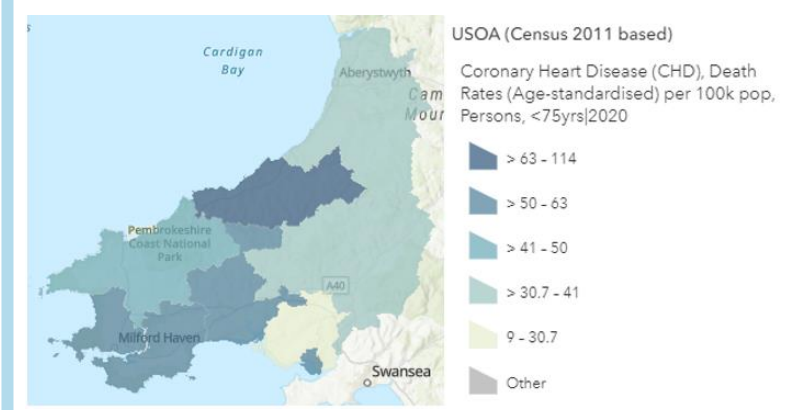 Cardigan
Bay
Aberystwyth
Cam
Mour
Pembrokeshire
Coast National
Park
A40
Milford Haven
Swansea
USOA (Census 2011 based)
Coronary Heart Disease (CHD), Death
Rates (Age-standardised) per 100k pop,
Persons, <75yrs|2020
> 63 - 114
> 50 - 63
> 41 - 50
> 30.7 - 41
9 - 30.7
Other